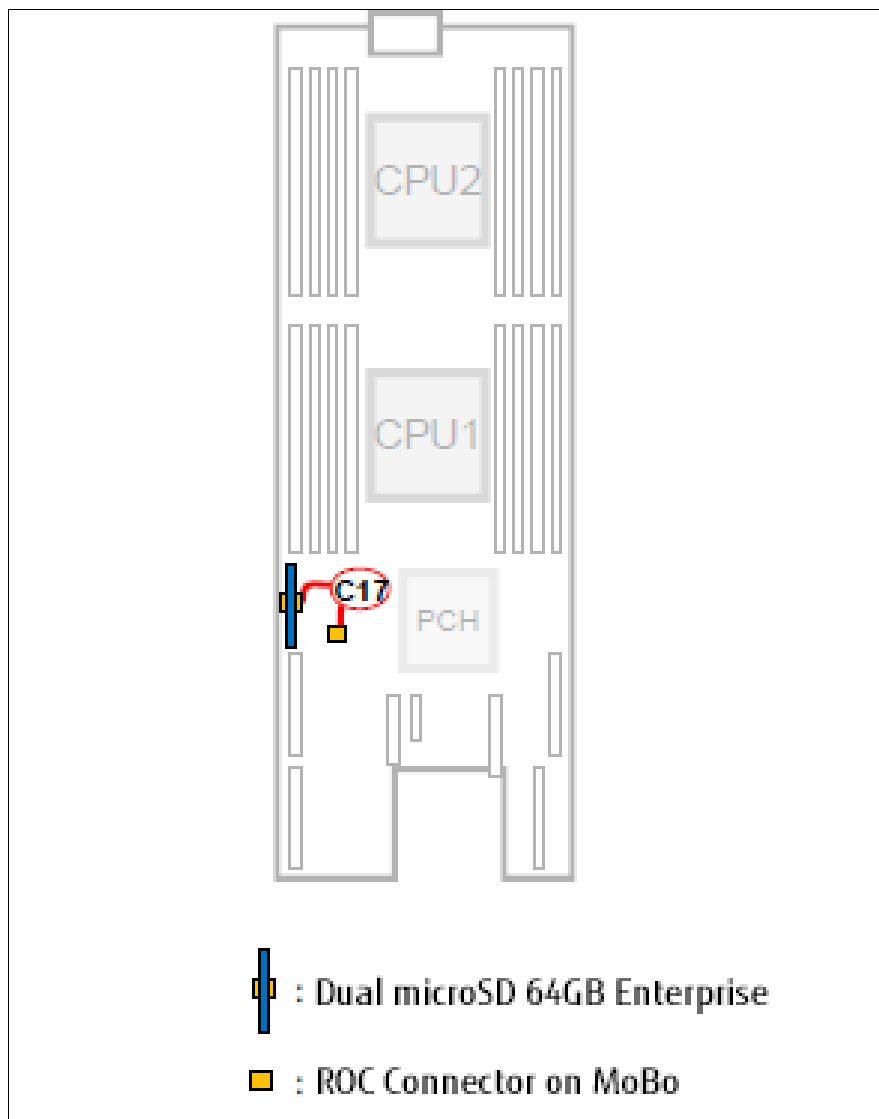 CPU2
CPU1
C17
PCH
: Dual microSD 64GB Enterprise
: ROC Connector on MoBo